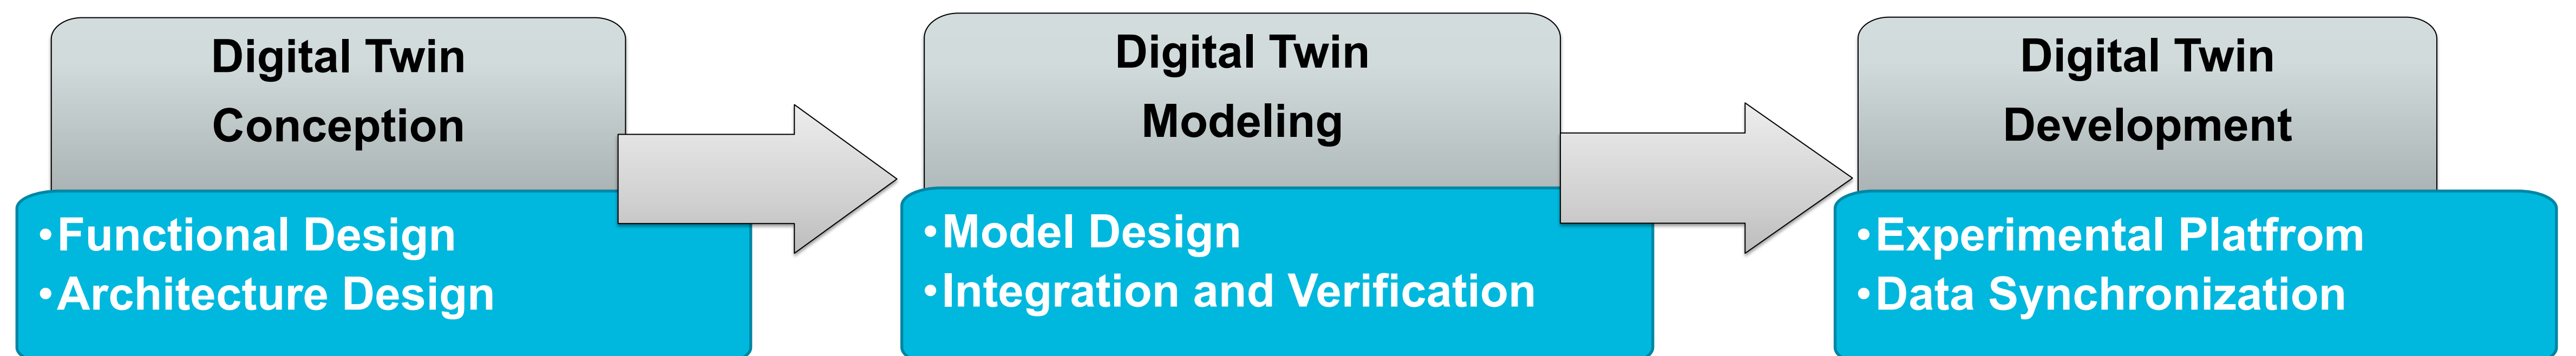 Digital Twin
Conception
•Functional Design
•Architecture Design
Digital Twin
Modeling
•Model Design
•Integration and Verification
Digital Twin
Development
•Experimental Platfrom
•Data Synchronization